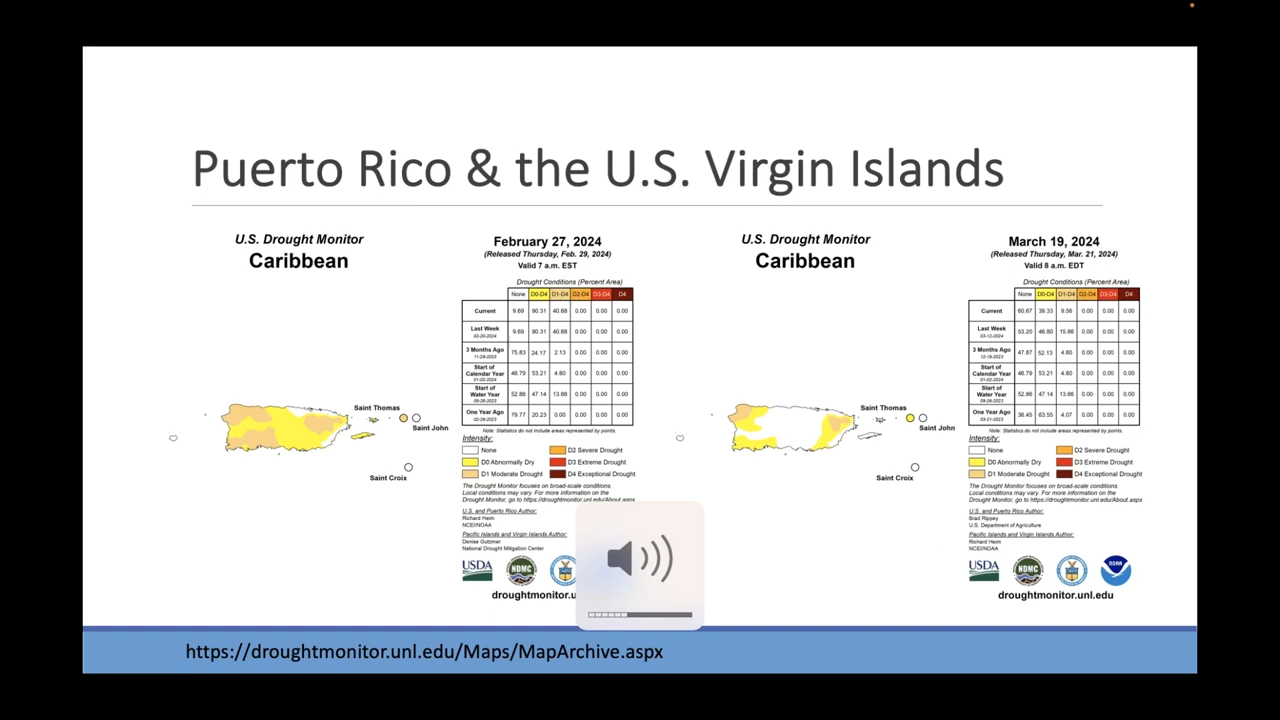 Puerto Rico & the U.S. Virgin Islands
U.S. Drought Monitor
Caribbean
February 27, 2024
(Released Thursday, Feb. 29, 2024)
Valid 7 a.m. EST
Drought Conditions (Percent Area)
None D0-D4 D1-D4 D2-D4 D3-D4 D4
Current 9.69 90.31 40.68 0.00 0.00 0.00
Last Week 9.69 90.31 40.68 0.00 0.00 0.00
02-20-2024
3 Months Ago 75.83 24.17 2.13 0.00 0.00 0.00
11-28-2023
Start of
Calendar Year 46.79 53.21 4.80 0.00 0.00 0.00
01-02-2024
Start of
Water Year 52.86 47.14 13.66 0.00 0.00 0.00
09-26-2023
One Year Ago 79.77 20.23 0.00 0.00 0.00 0.00
02-28-2023
Note: Statistics do not include areas represented by points.
Saint Thomas
Saint John
Saint Croix
Intensity:
None
D0 Abnormally Dry
D1 Moderate Drought
D2 Severe Drought
D3 Extreme Drought
D4 Exceptional Drought
The Drought Monitor focuses on broad-scale conditions.
Local conditions may vary. For more information on the
Drought Monitor, go to https://droughtmonitor.unl.edu/About.aspx
U.S. and Puerto Rico Author:
Richard Heim
NCEI/NOAA
Pacific Islands and Virgin Islands Author:
Denise Gutzmer
National Drought Mitigation Center
USDA
NDMC
droughtmonitor.u
U.S. Drought Monitor
Caribbean
March 19, 2024
(Released Thursday, Mar. 21, 2024)
Valid 8 a.m. EDT
Drought Conditions (Percent Area)
None D0-D4 D1-D4 D2-D4 D3-D4 D4
Current 60.67 39.33 9.56 0.00 0.00 0.00
Last Week 53.20 46.80 15.86 0.00 0.00 0.00
03-12-2024
3 Months Ago 47.87 52.13 4.80 0.00 0.00 0.00
12-19-2023
Start of
Calendar Year 46.79 53.21 4.80 0.00 0.00 0.00
01-02-2024
Start of
Water Year 52.86 47.14 13.66 0.00 0.00 0.00
09-26-2023
One Year Ago 36.45 63.55 4.07 0.00 0.00 0.00
03-21-2023
Note: Statistics do not include areas represented by points.
Saint Thomas
Saint John
Saint Croix
Intensity:
None
D0 Abnormally Dry
D1 Moderate Drought
D2 Severe Drought
D3 Extreme Drought
D4 Exceptional Drought
The Drought Monitor focuses on broad-scale conditions.
Local conditions may vary. For more information on the
Drought Monitor, go to https://droughtmonitor.unl.edu/About.aspx
U.S. and Puerto Rico Author:
Brad Rippey
U.S. Department of Agriculture
Pacific Islands and Virgin Islands Author:
Richard Heim
NCEI/NOAA
USDA
NDMC
NOAA
droughtmonitor.unl.edu
https://droughtmonitor.unl.edu/Maps/MapArchive.aspx